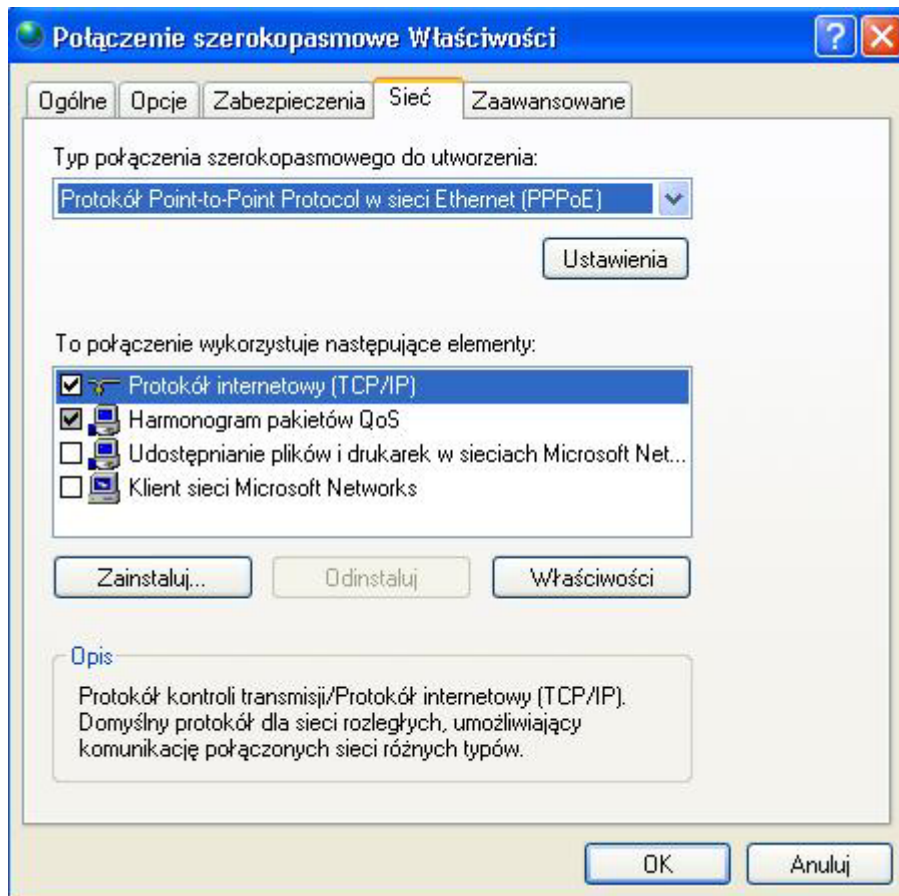 Połączenie szerokopasmowe Właściwości
Ogólne Opcje Zabezpieczenia Sieć Zaawansowane
Typ połączenia szerokopasmowego do utworzenia:
Protokół Point-to-Point Protocol w sieci Ethernet (PPPoE)
Ustawienia
To połączenie wykorzystuje następujące elementy:
Protokół internetowy (TCP/IP)
Harmonogram pakietów QoS
Udostępnianie plików i drukarek w sieciach Microsoft Net...
Klient sieci Microsoft Networks
Zainstaluj... Odinstaluj Właściwości
Opis
Protokół kontroli transmisji/Protokół internetowy (TCP/IP).
Domyślny protokół dla sieci rozległych, umożliwiający
komunikację połączonych sieci różnych typów.
OK Anuluj